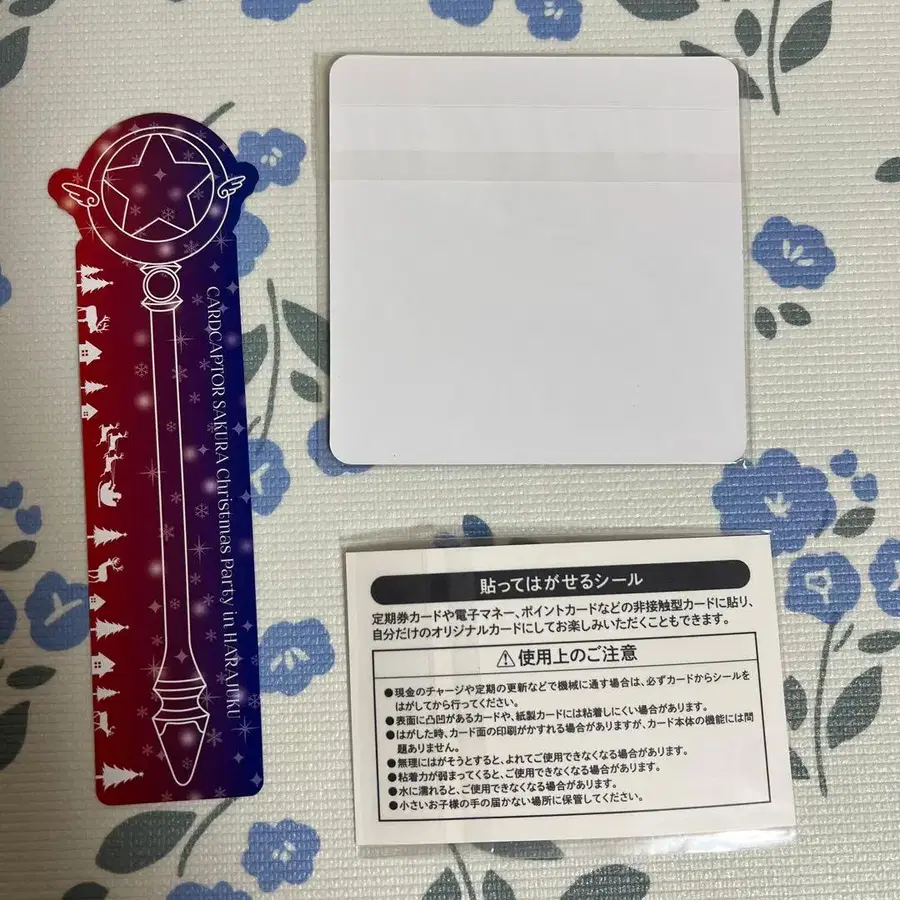 CARDCAPTOR SAKURA Christmas Party in HARAJUKU
貼ってはがせるシール
定期券カードや電子マネー、ポイントカードなどの非接触型カードに貼り、
自分だけのオリジナルカードにしてお楽しみいただくこともできます。
⚠使用上のご注意
●現金のチャージや定期の更新などで機械に通す場合は、必ずカードからシールを
はがしてから行ってください。
●表面に凸凹があるカードや、紙製カードには粘着しにくい場合があります。
●はがした時、カード面の印刷がかすれる場合がありますが、カード本体の機能には問
題ありません。
●無理にはがそうとすると、よれてご使用できなくなる場合があります。
●粘着力が弱まってくると、ご使用できなくなる場合があります。
●水に濡れると、ご使用できなくなる場合があります。
●小さいお子様の手の届かない場所に保管してください。